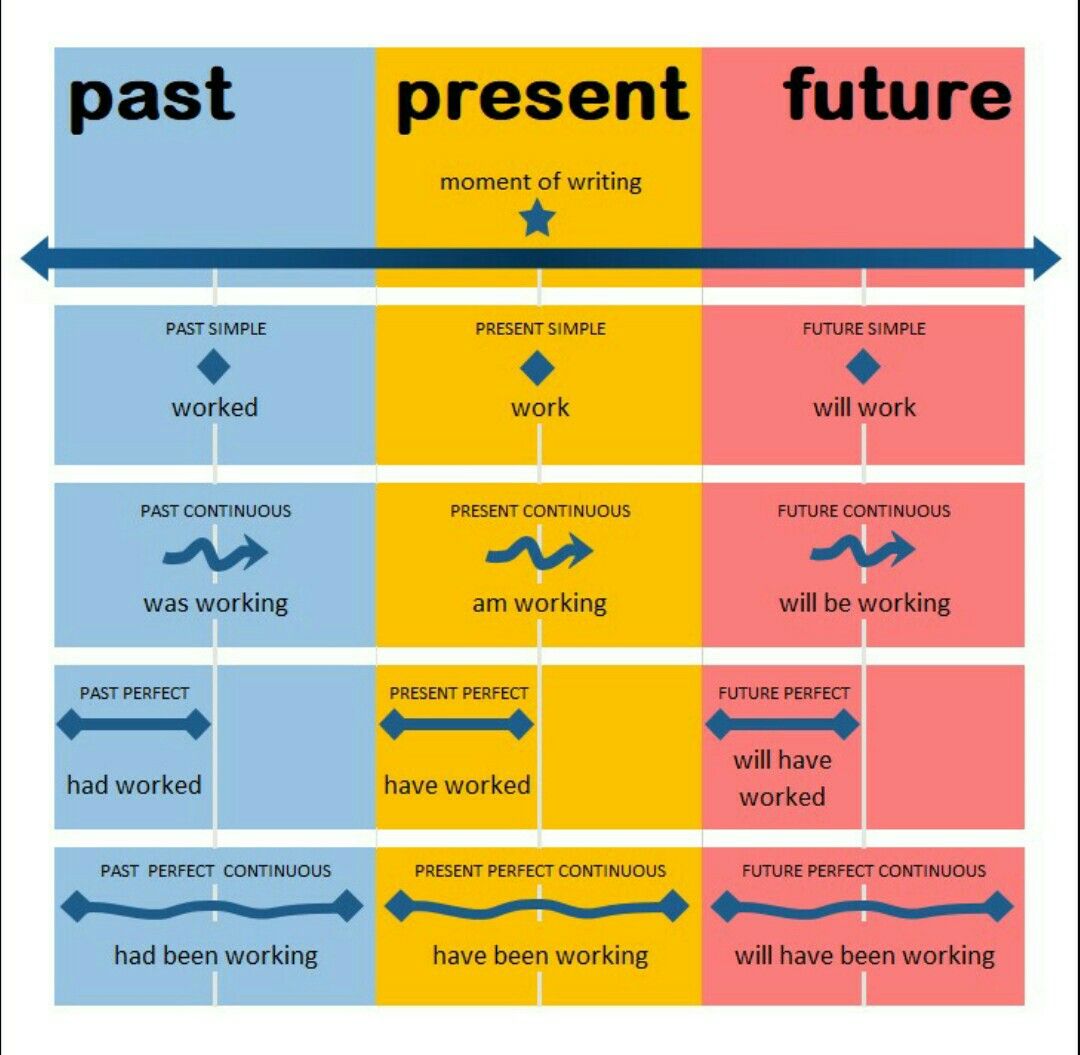 past present future
moment of writing
PAST SIMPLE PRESENT SIMPLE FUTURE SIMPLE
worked work will work
PAST CONTINUOUS PRESENT CONTINUOUS FUTURE CONTINUOUS
was working am working will be working
PAST PERFECT PRESENT PERFECT FUTURE PERFECT
had worked have worked will have
worked
PAST PERFECT CONTINUOUS PRESENT PERFECT CONTINUOUS FUTURE PERFECT CONTINUOUS
had been working have been working will have been working